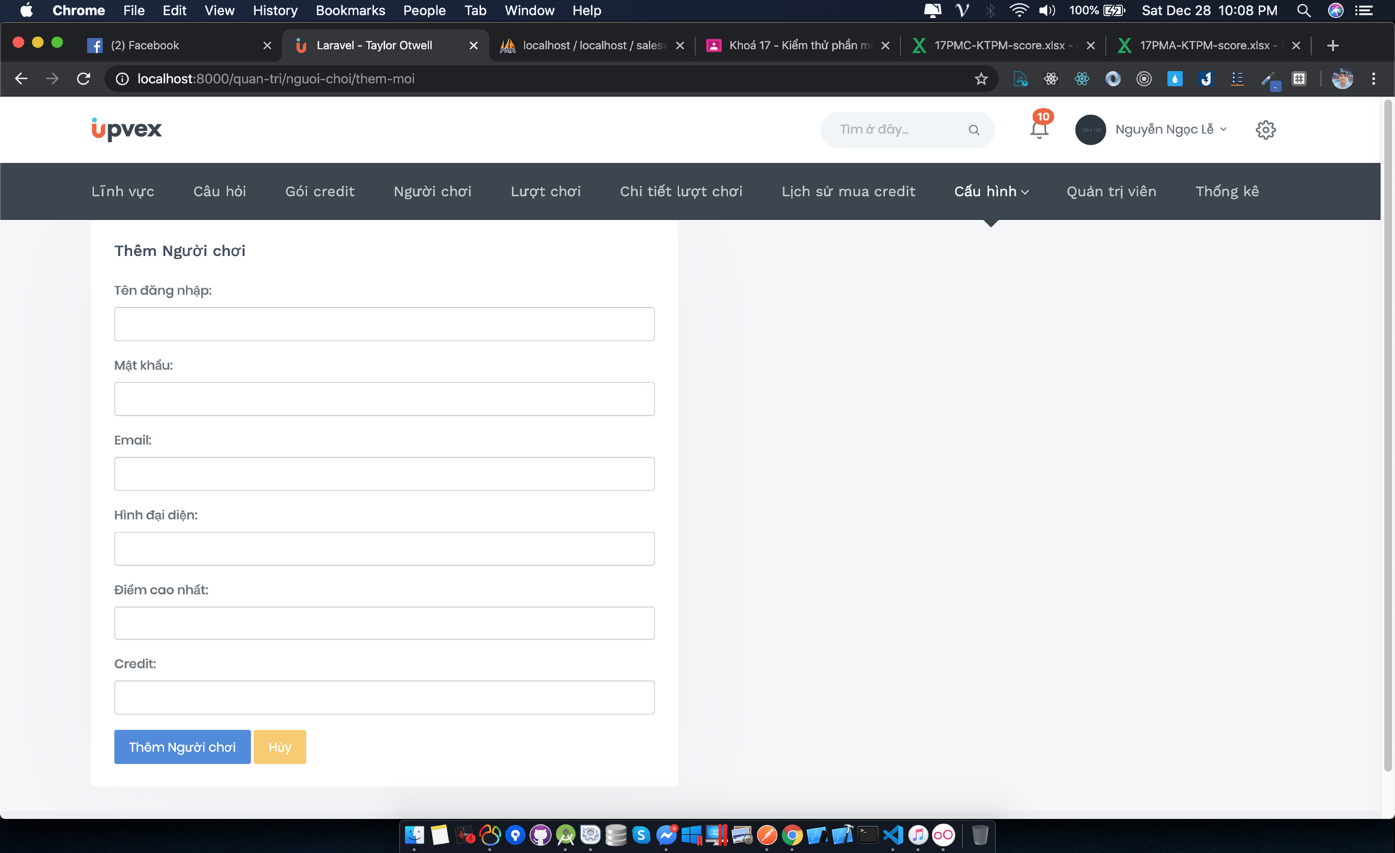 Chrome File Edit View History Bookmarks People Tab Window Help 100% Sat Dec 28 10:08 PM
(2) Facebook
Laravel - Taylor Otwell
localhost / localhost / sales
Khoá 17 - Kiểm thử phần
17PMC-KTPM-score.xlsx -
17PMA-KTPM-score.xlsx -
localhost:8000/quan-tri/nguoi-choi/them-moi
upvex
Tìm ở đây...
10
Nguyễn Ngọc Lễ
Lĩnh vực Câu hỏi Gói credit Người chơi Lượt chơi Chi tiết lượt chơi Lịch sử mua credit Cấu hình Quản trị viên Thống kê
Thêm Người chơi
Tên đăng nhập:
Mật khẩu:
Email:
Hình đại diện:
Điểm cao nhất:
Credit:
Thêm Người chơi Hủy